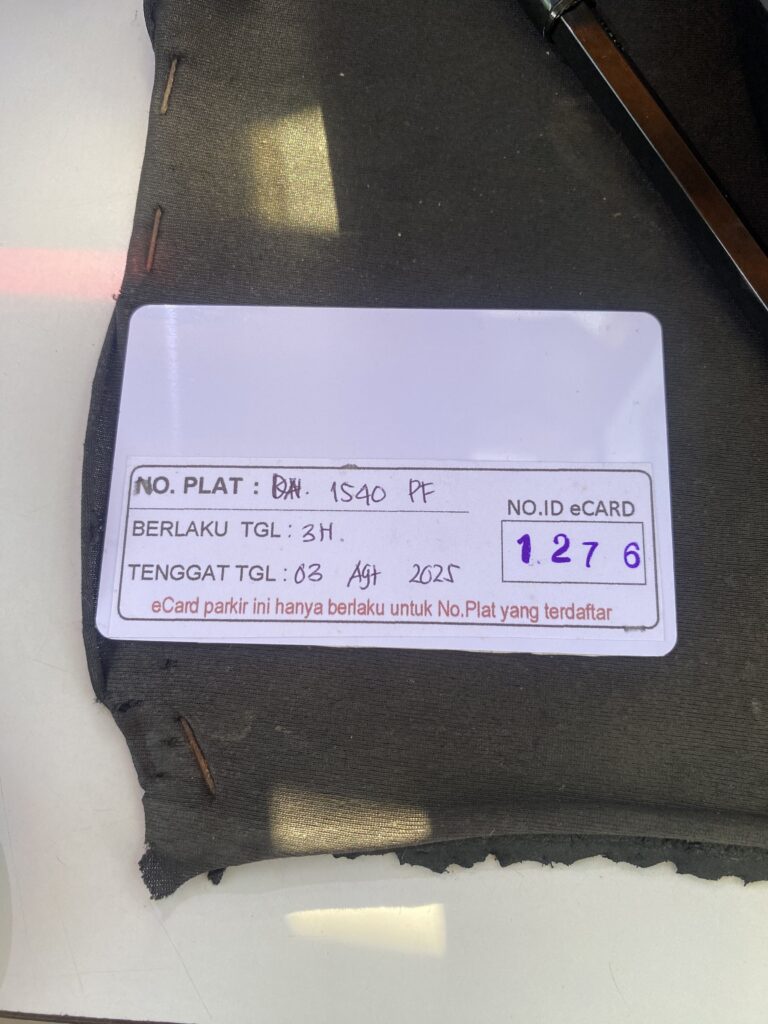 NO. PLAT : 1540 PF
NO.ID eCARD
BERLAKU TGL : 3H.
1276
TENGGAT TGL : 03 Agt 2025
eCard parkir ini hanya berlaku untuk No.Plat yang terdaftar